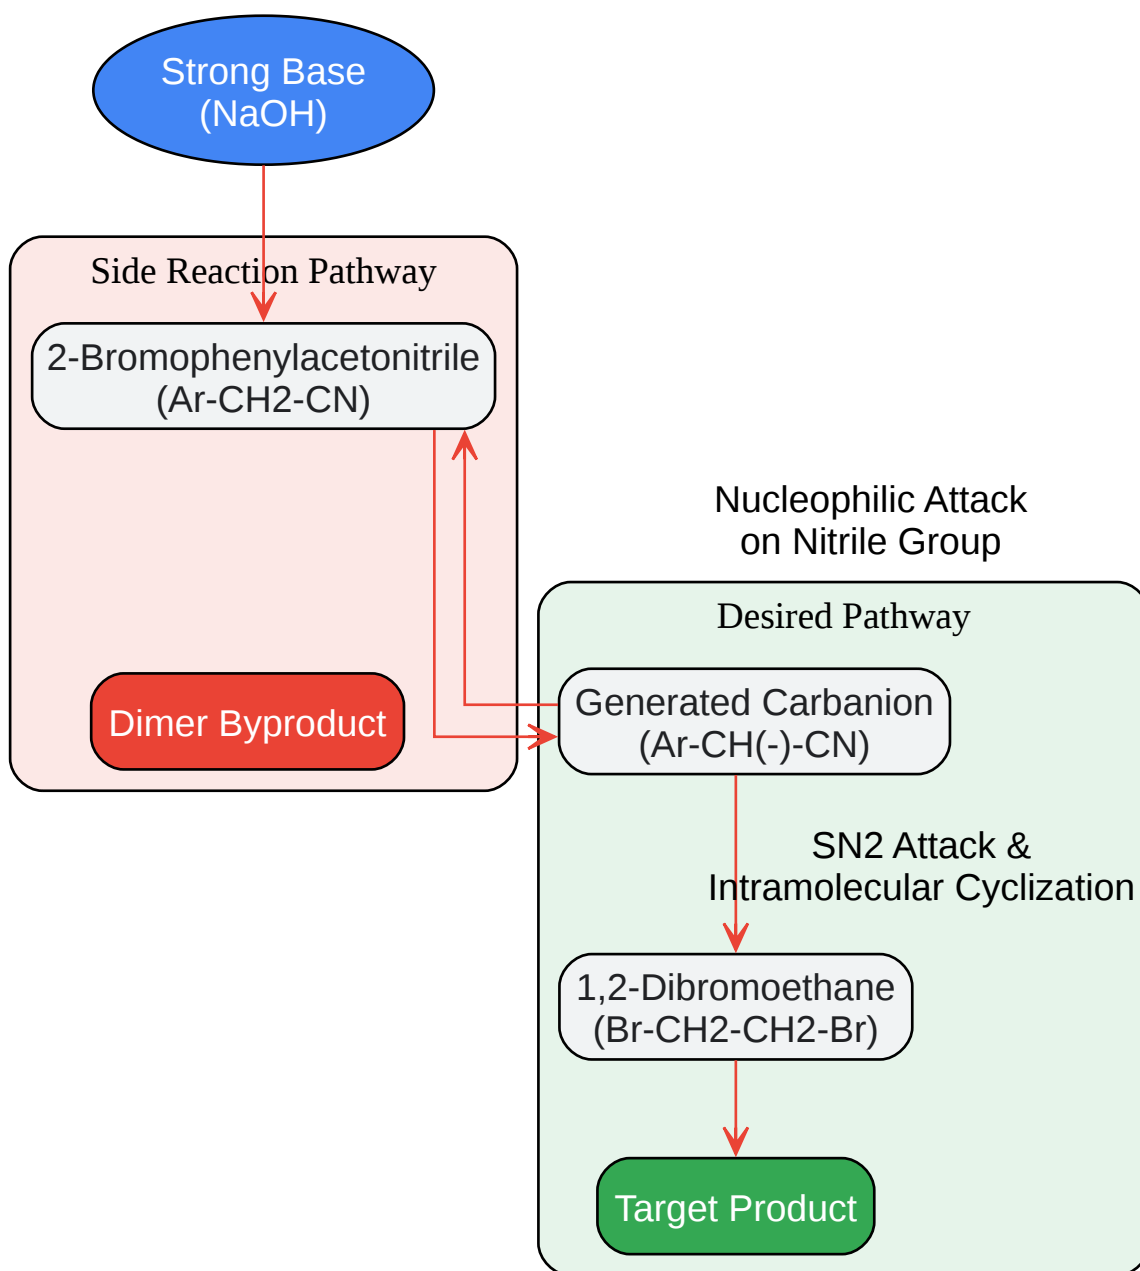 Strong Base
(NaOH)
Side Reaction Pathway
2-Bromophenylacetonitrile
(Ar-CH2-CN)
Nucleophilic Attack
on Nitrile Group
Desired Pathway
Generated Carbanion
(Ar-CH(-)-CN)
Dimer Byproduct
SN2 Attack &
Intramolecular Cyclization
1,2-Dibromoethane
(Br-CH2-CH2-Br)
Target Product